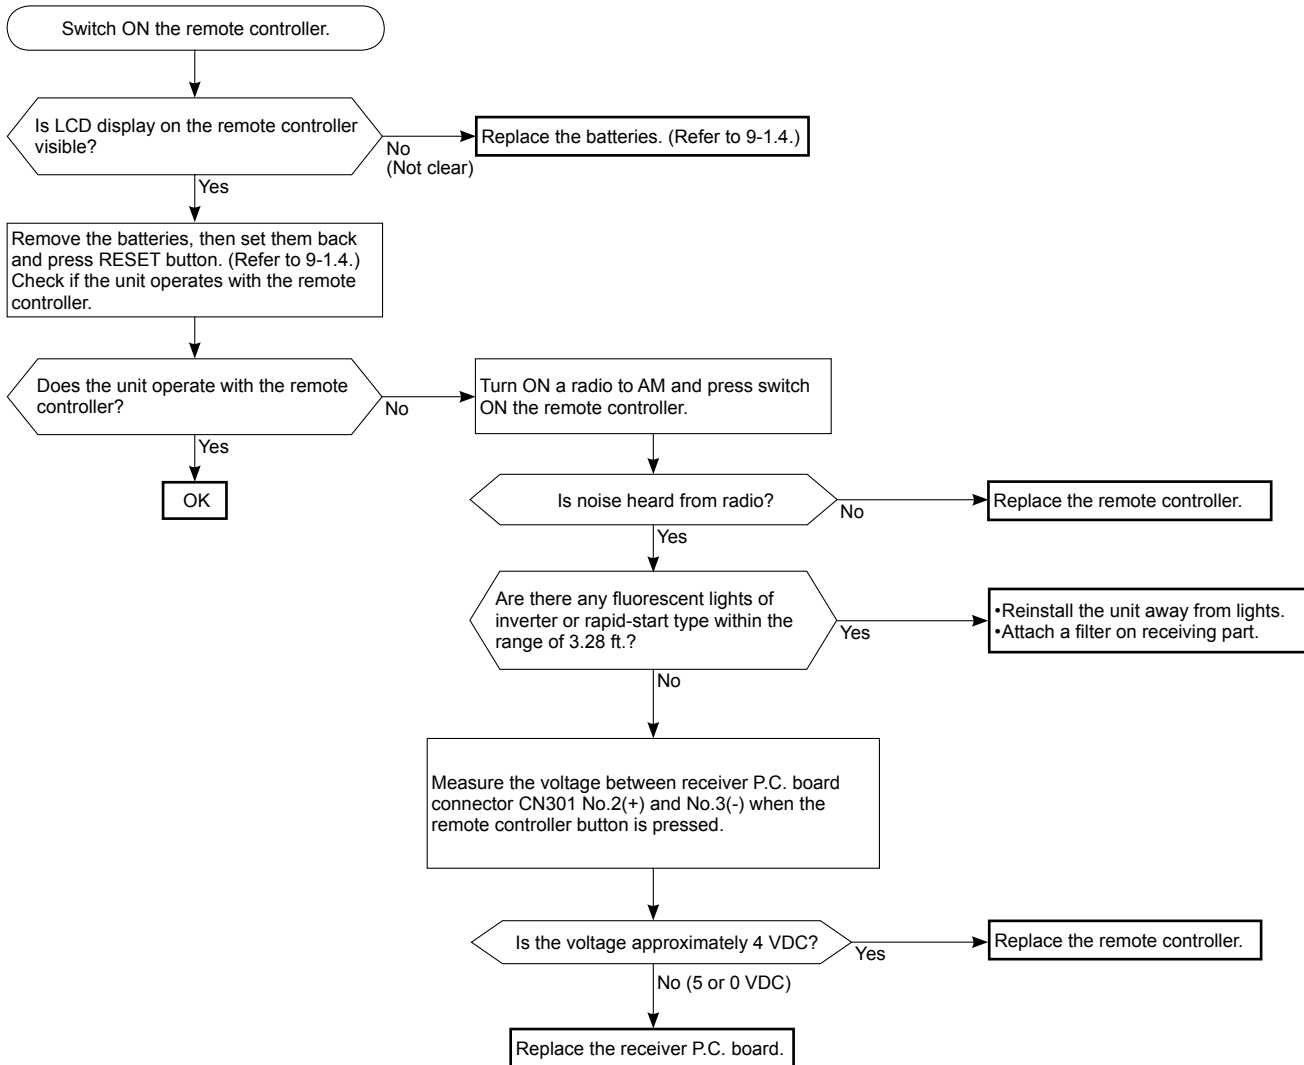 Switch ON the remote controller.
Is LCD display on the remote controller
visible?
No
(Not clear)
Replace the batteries. (Refer to 9-1.4.)
Yes
Remove the batteries, then set them back
and press RESET button. (Refer to 9-1.4.)
Check if the unit operates with the remote
controller.
Does the unit operate with the remote
controller?
No
Turn ON a radio to AM and press switch
ON the remote controller.
Yes
OK
Is noise heard from radio?
No
Replace the remote controller.
Yes
Are there any fluorescent lights of
inverter or rapid-start type within the
range of 3.28 ft.?
Yes
•Reinstall the unit away from lights.
•Attach a filter on receiving part.
No
Measure the voltage between receiver P.C. board
connector CN301 No.2(+) and No.3(-) when the
remote controller button is pressed.
Is the voltage approximately 4 VDC?
Yes
Replace the remote controller.
No (5 or 0 VDC)
Replace the receiver P.C. board.